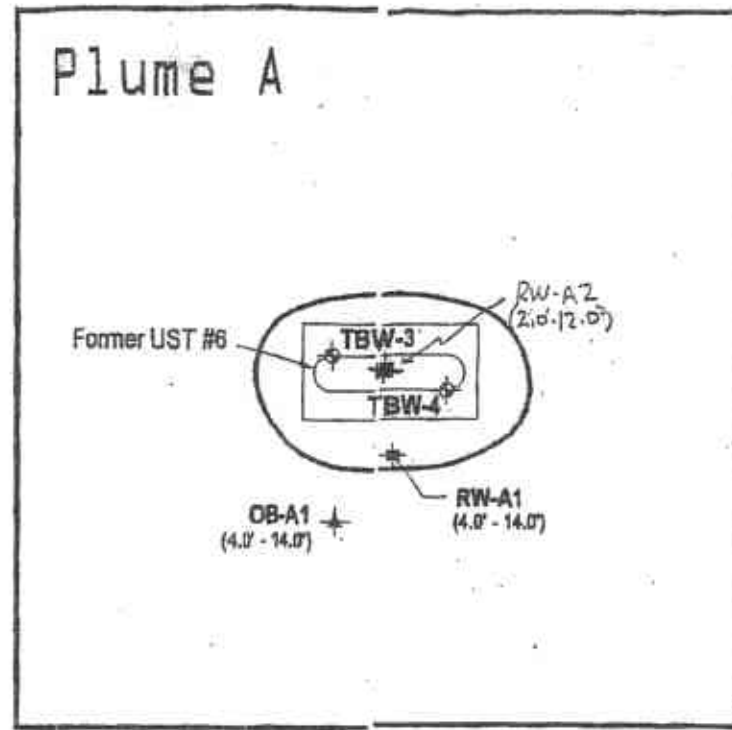 Plume A
RW-A2
(2.0'-12.0')
Former UST #6
TBW-3
TBW-4
RW-A1
(4.0' - 14.0')
OB-A1
(4.0' - 14.0')